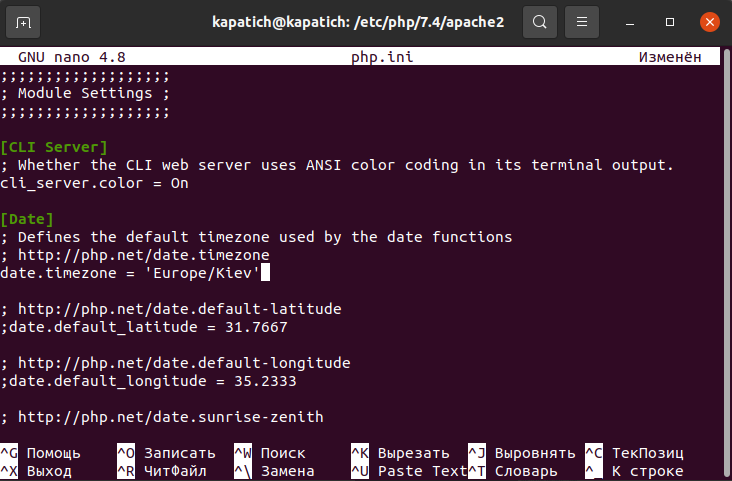 kapatich@kapatich: /etc/php/7.4/apache2
GNU nano 4.8 php.ini Изменён
;;;;;;;;;;;;;;;;;;;
; Module Settings ;
;;;;;;;;;;;;;;;;;;;
[CLI Server]
; Whether the CLI web server uses ANSI color coding in its terminal output.
cli_server.color = On
[Date]
; Defines the default timezone used by the date functions
; http://php.net/date.timezone
date.timezone = 'Europe/Kiev'
; http://php.net/date.default-latitude
;date.default_latitude = 31.7667
; http://php.net/date.default-longitude
;date.default_longitude = 35.2333
; http://php.net/date.sunrise-zenith
^G Помощь ^O Записать ^W Поиск ^K Вырезать ^J Выровнять ^C ТекПозиц
^X Выход ^R ЧитФайл ^\ Замена ^U Paste Text ^T Словарь ^_ К строке